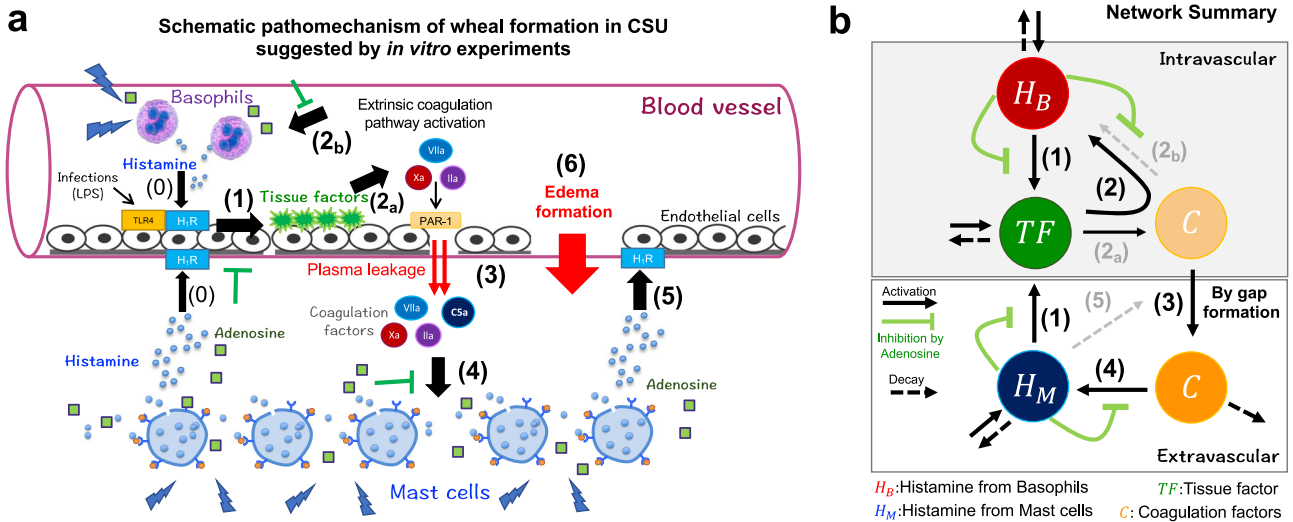 a
Schematic pathomechanism of wheal formation in CSU
suggested by in vitro experiments
Basophils
Extrinsic coagulation
pathway activation
Blood vessel
(2b)
VIIa
Xa
IIa
Histamine
Infections
(LPS)
(0)
(1)
Tissue factors
(2a)
(6)
Edema
formation
TLR4
H1R
PAR-1
Endothelial cells
H1R
Plasma leakage
(3)
H1R
(0)
(5)
Coagulation
factors
VIIa
C5a
Xa
IIa
Adenosine
Histamine
(4)
Adenosine
Mast cells
b
Network Summary
Intravascular
HB
(1)
(2b)
(2)
TF
(2a)
C
Activation
Inhibition by
Adenosine
Decay
(1)
(5)
(3)
By gap
formation
HM
(4)
C
Extravascular
HB:Histamine from Basophils
TF:Tissue factor
HM:Histamine from Mast cells
C: Coagulation factors